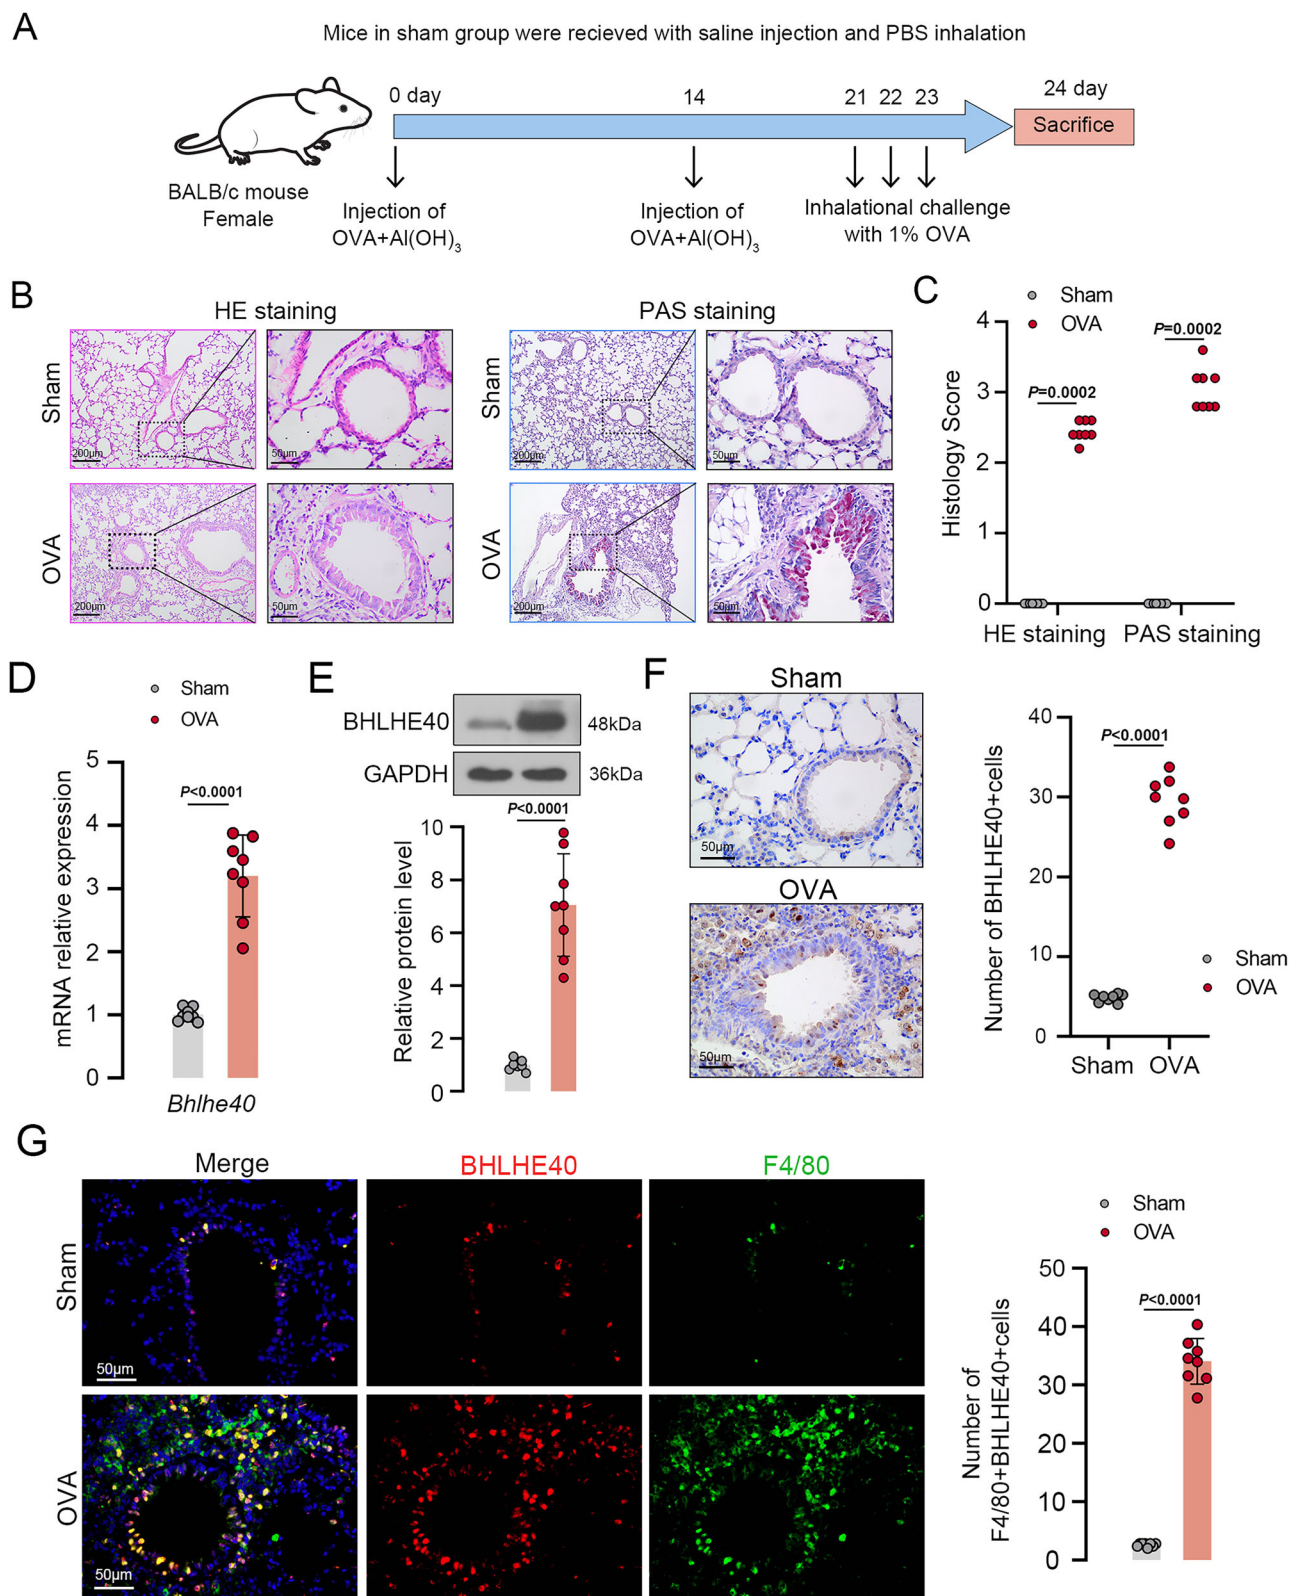 A
Mice in sham group were recieved with saline injection and PBS inhalation
0 day
14
21
22
23
24 day
Sacrifice
BALB/c mouse
Female
Injection of
OVA+Al(OH)3
Injection of
OVA+Al(OH)3
Inhalational challenge
with 1% OVA
B
HE staining
PAS staining
Sham
200μm
50μm
Sham
200μm
50μm
OVA
200μm
50μm
OVA
200μm
50μm
C
Sham
OVA
Histology Score
4
3
2
1
0
P=0.0002
P=0.0002
HE staining
PAS staining
D
Sham
OVA
mRNA relative expression
5
4
3
2
1
0
P<0.0001
Bhlhe40
E
BHLHE40
48kDa
GAPDH
36kDa
Relative protein level
10
8
6
4
2
0
P<0.0001
F
Sham
50μm
OVA
50μm
Number of BHLHE40+cells
40
30
20
10
0
P<0.0001
Sham
OVA
Sham
OVA
G
Merge
BHLHE40
F4/80
Sham
50μm
OVA
50μm
Sham
OVA
Number of
F4/80+BHLHE40+cells
50
40
30
20
10
0
P<0.0001